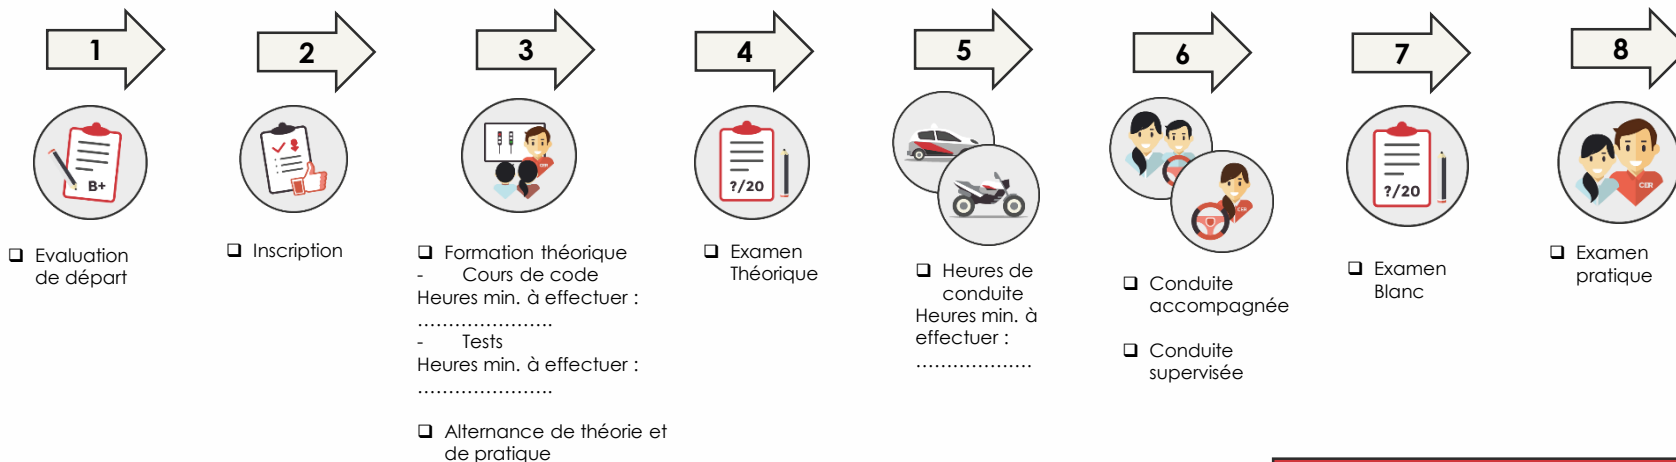 1
2
3
4
5
6
7
8
B+
CER
?/20
CER
?/20
CER
❑ Evaluation
de départ
❑ Inscription
❑ Formation théorique
- Cours de code
Heures min. à effectuer :
......................
- Tests
Heures min. à effectuer :
......................
❑ Alternance de théorie et
de pratique
❑ Examen
Théorique
❑ Heures de
conduite
Heures min. à
effectuer :
...................
❑ Conduite
accompagnée
❑ Conduite
supervisée
❑ Examen
Blanc
❑ Examen
pratique